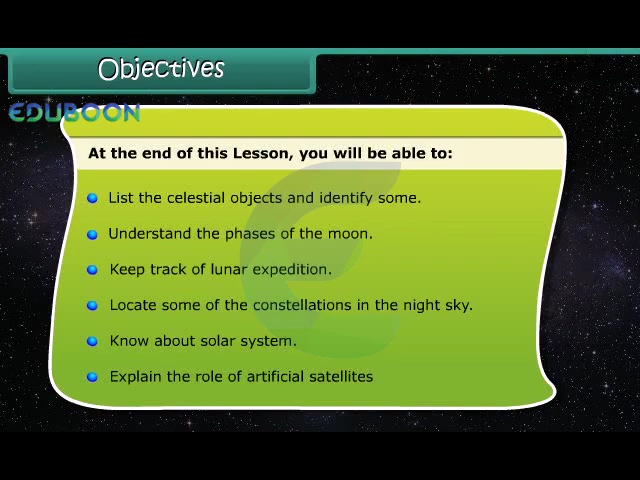 Objectives
EDUBOON
At the end of this Lesson, you will be able to:
List the celestial objects and identify some.
Understand the phases of the moon.
Keep track of lunar expedition.
Locate some of the constellations in the night sky.
Know about solar system.
Explain the role of artificial satellites